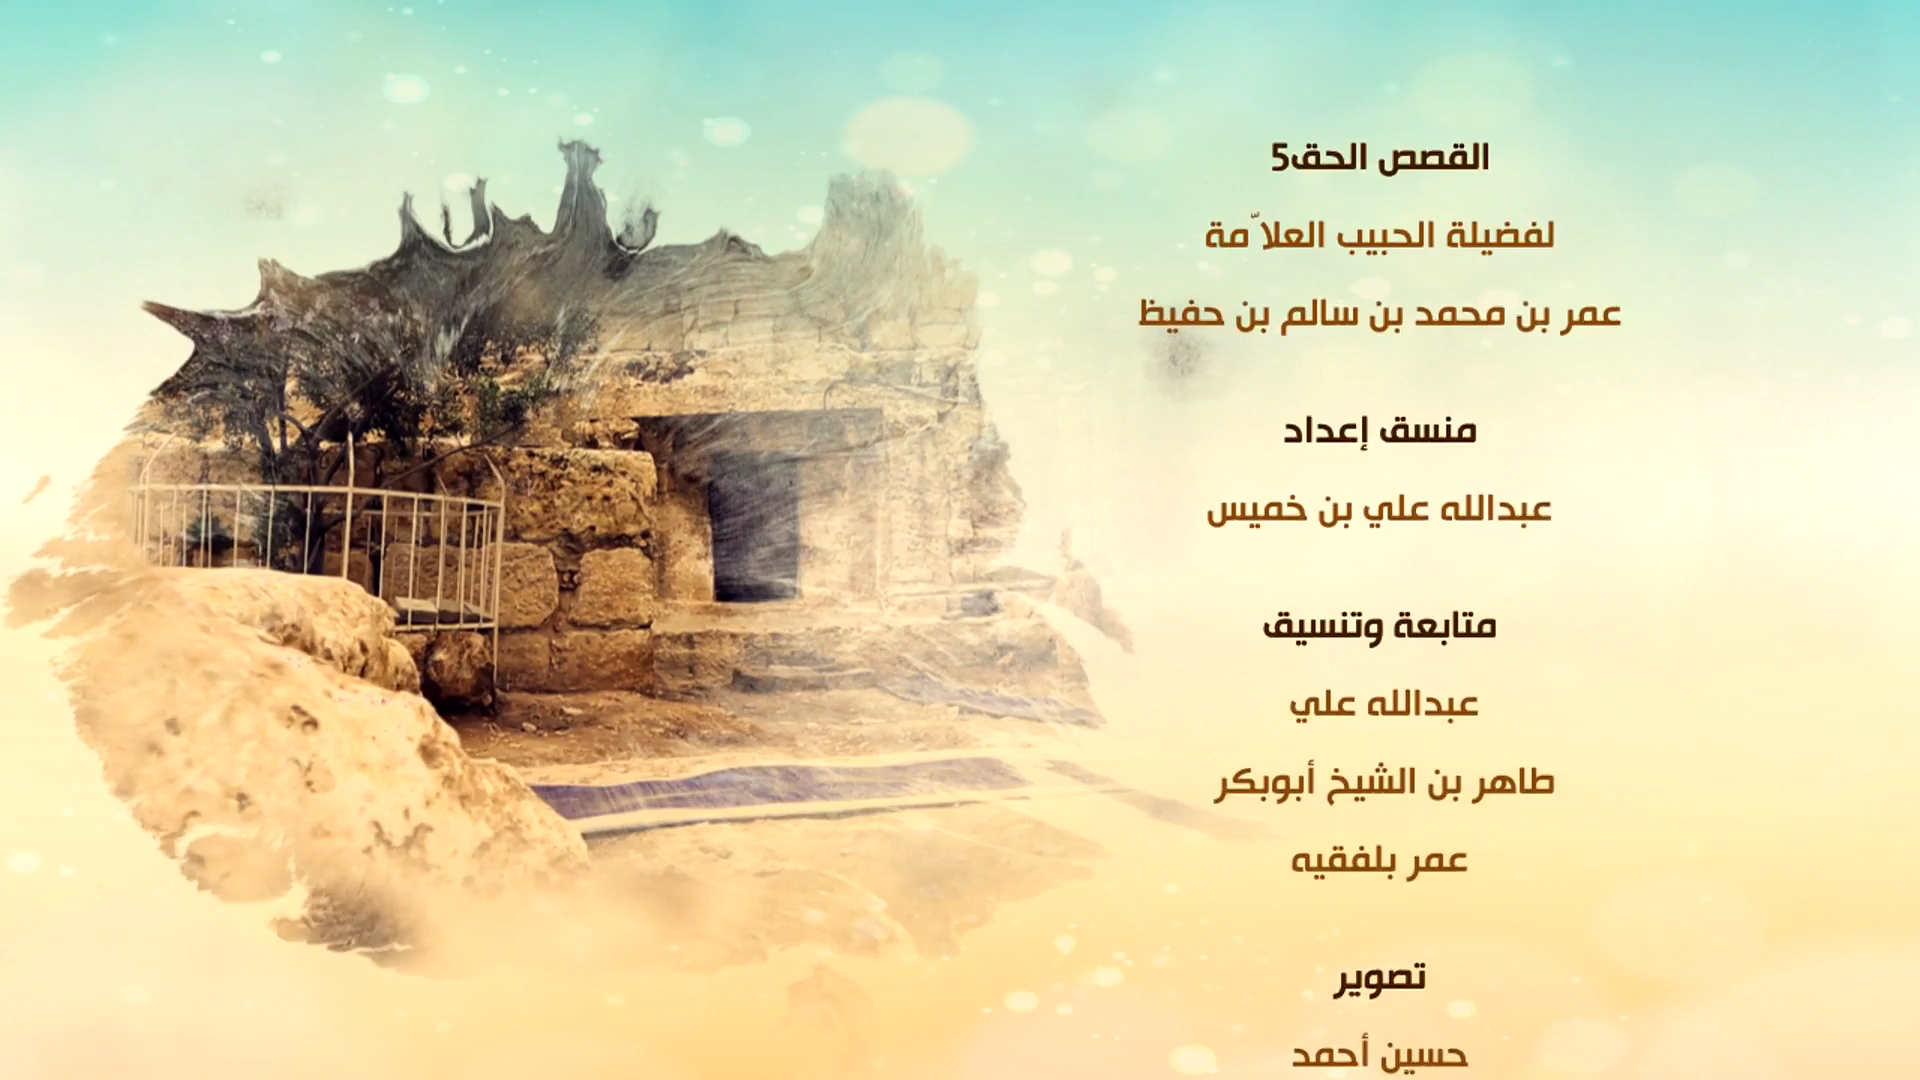 القصص الحق5
لفضيلة الحبيب العلاّمة
عمر بن محمد بن سالم بن حفيظ
منسق إعداد
عبدالله علي بن خميس
متابعة وتنسيق
عبدالله علي
طاهر بن الشيخ أبوبكر
عمر بلفقيه
تصوير
حسين أحمد